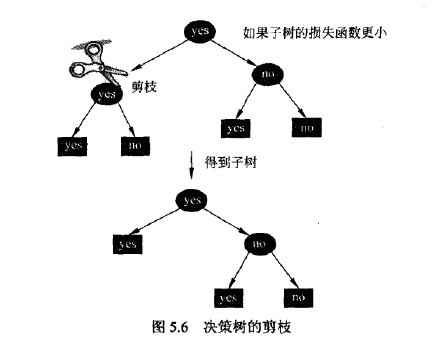 yes
如果子树的损失函数更小
剪枝
yes
no
yes
no
yes
no
得到子树
yes
yes
no
yes
no
图 5.6 决策树的剪枝